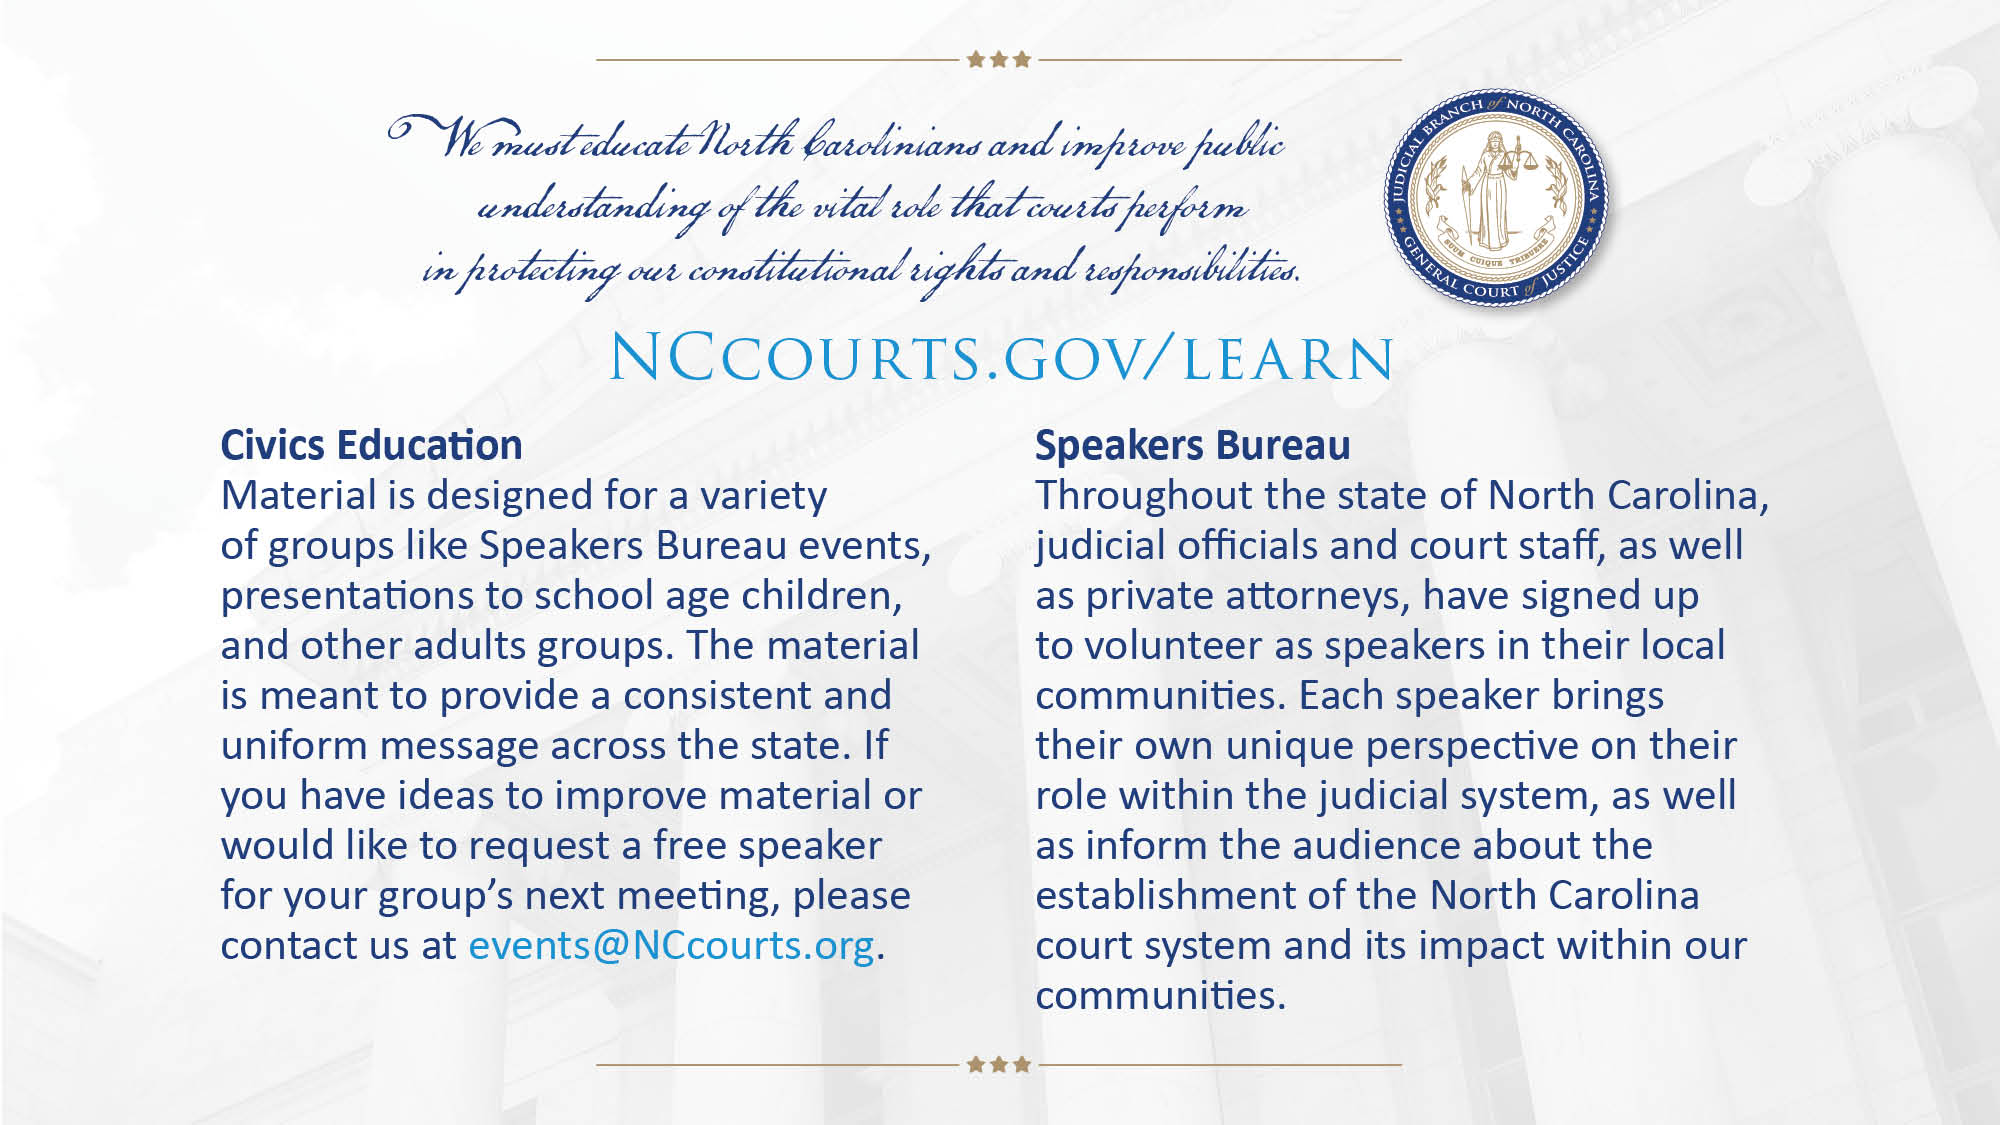 We must educate North Carolinians and improve public
understanding of the vital role that courts perform
in protecting our constitutional rights and responsibilities.
JUDICIAL BRANCH of NORTH CAROLINA
SUUM CUIQUE TRIBUERE
GENERAL COURT of JUSTICE
NCCOURTS.GOV/LEARN
Civics Education
Material is designed for a variety
of groups like Speakers Bureau events,
presentations to school age children,
and other adults groups. The material
is meant to provide a consistent and
uniform message across the state. If
you have ideas to improve material or
would like to request a free speaker
for your group’s next meeting, please
contact us at events@NCcourts.org.
Speakers Bureau
Throughout the state of North Carolina,
judicial officials and court staff, as well
as private attorneys, have signed up
to volunteer as speakers in their local
communities. Each speaker brings
their own unique perspective on their
role within the judicial system, as well
as inform the audience about the
establishment of the North Carolina
court system and its impact within our
communities.